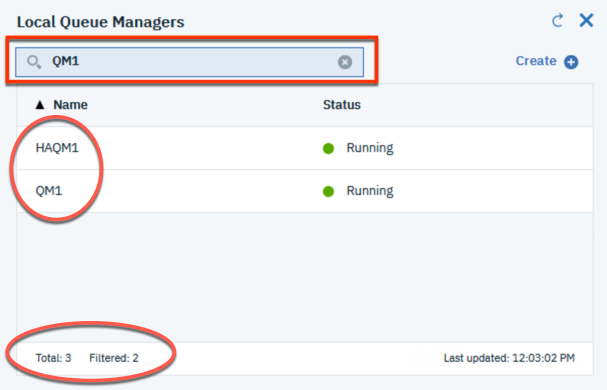 Local Queue Managers
QM1
Create
Name Status
HAQM1 Running
QM1 Running
Total: 3 Filtered: 2 Last updated: 12:03:02 PM